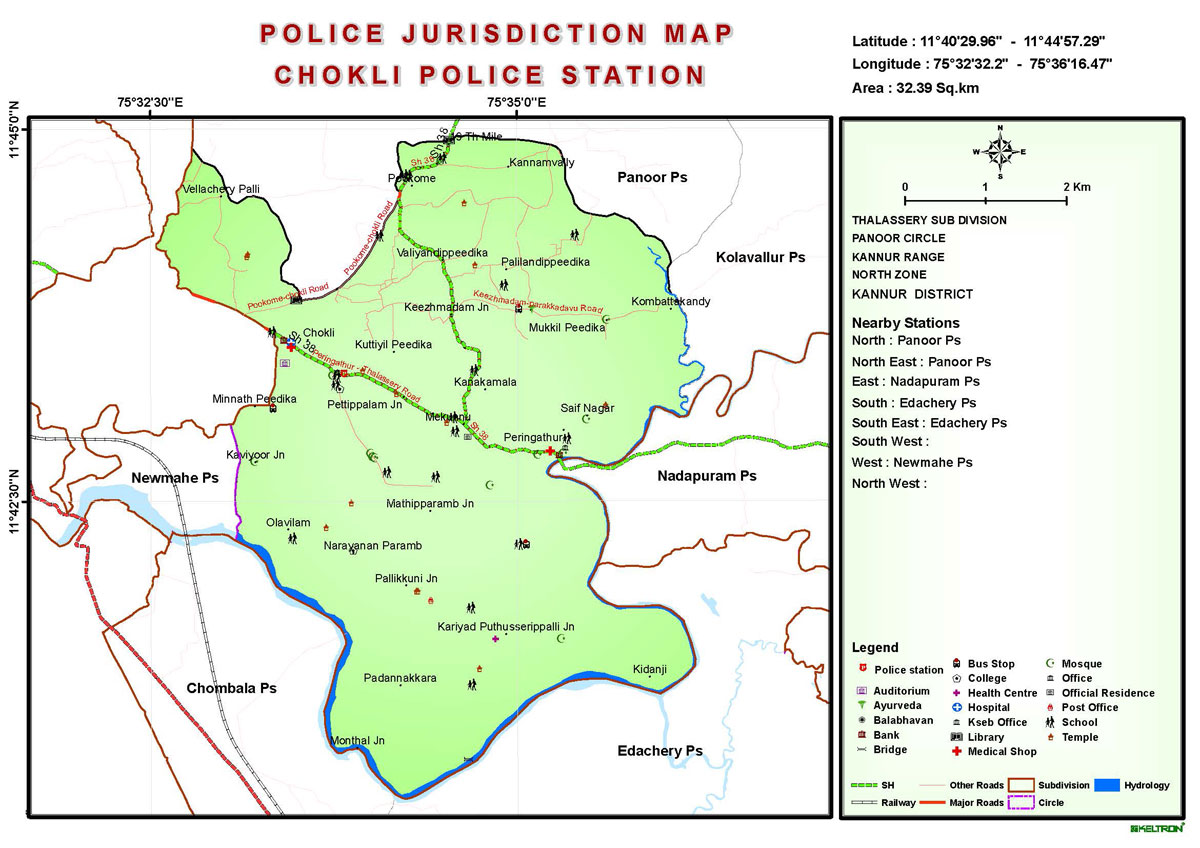 POLICE JURISDICTION MAP
CHOKLI POLICE STATION
Latitude : 11°40'29.96" - 11°44'57.29"
Longitude : 75°32'32.2" - 75°36'16.47"
Area : 32.39 Sq.km
75°32'30"E
75°35'0"E
11°45'0"N
11°42'30"N
9 Th Mile
Sh 38
Sh 38
Kannamvally
Pookome
Panoor Ps
Vellachery Palli
Pookome-chokli Road
Valiyandippeedika
Palilandippeedika
Kolavallur Ps
Pookome-chokli Road
Keezhmadam-parakkadavu Road
Keezhmadam Jn
Kombattakandy
Mukkil Peedika
Chokli
Sh 38
Kuttiyil Peedika
Peringathur - Thalassery Road
Kanakamala
Minnath Peedika
Pettippalam Jn
Mekkunnu
Saif Nagar
Sh 38
Peringathur
Kaviyoor Jn
Newmahe Ps
Nadapuram Ps
Mathipparamb Jn
Olavilam
Narayanan Paramb
Pallikkuni Jn
Kariyad Puthusserippalli Jn
Kidanji
Padannakkara
Chombala Ps
Monthal Jn
Edachery Ps
N
W
E
S
0
1
2 Km
THALASSERY SUB DIVISION
PANOOR CIRCLE
KANNUR RANGE
NORTH ZONE
KANNUR DISTRICT
Nearby Stations
North : Panoor Ps
North East : Panoor Ps
East : Nadapuram Ps
South : Edachery Ps
South East : Edachery Ps
South West :
West : Newmahe Ps
North West :
Legend
Police station
Auditorium
Ayurveda
Balabhavan
Bank
Bridge
Bus Stop
College
Health Centre
Hospital
Kseb Office
Library
Medical Shop
Mosque
Office
Official Residence
Post Office
School
Temple
SH
Other Roads
Subdivision
Hydrology
Railway
Major Roads
Circle
KELTRON